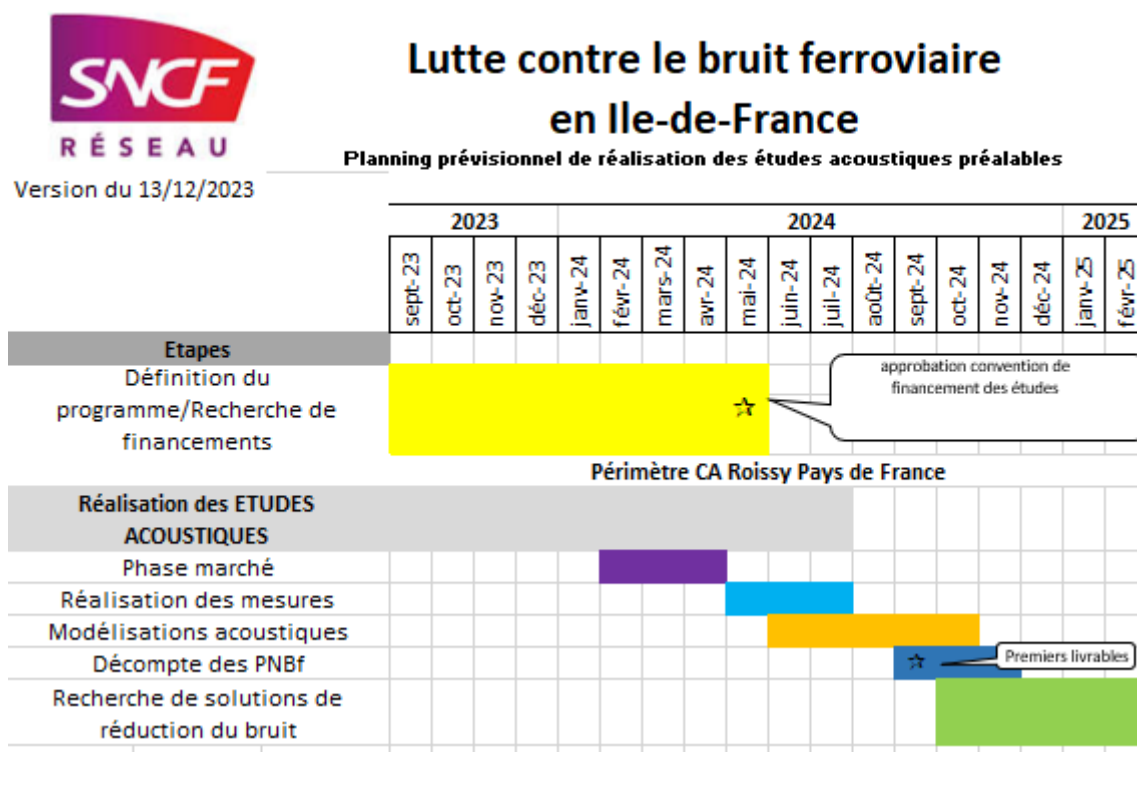 SNCF
RÉSEAU
Lutte contre le bruit ferroviaire
en Ile-de-France
Planning prévisionnel de réalisation des études acoustiques préalables
Version du 13/12/2023
2023 2024 2025
sept-23 oct-23 nov-23 déc-23 janv-24 févr-24 mars-24 avr-24 mai-24 juin-24 juil-24 août-24 sept-24 oct-24 nov-24 déc-24 janv-25 févr-25
Etapes
Définition du
programme/Recherche de
financements
approbation convention de
financement des études
Périmètre CA Roissy Pays de France
Réalisation des ETUDES
ACOUSTIQUES
Phase marché
Réalisation des mesures
Modélisations acoustiques
Décompte des PNBf
Premiers livrables
Recherche de solutions de
réduction du bruit